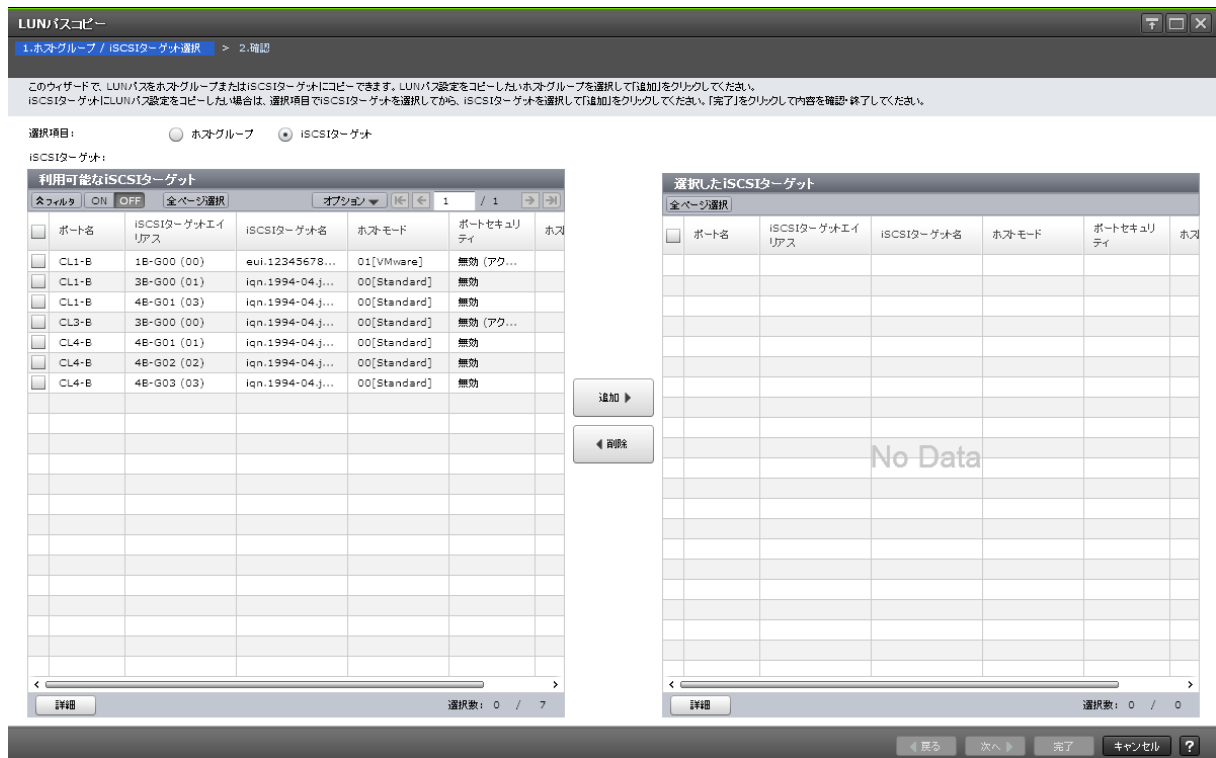 LUNパスコピー
1.ホストグループ / iSCSIターゲット選択 > 2.確認
このウィザードで、LUNパスをホストグループまたはiSCSIターゲットにコピーできます。LUNパス設定をコピーしたいホストグループを選択して「追加」をクリックしてください。
iSCSIターゲットにLUNパス設定をコピーしたい場合は、選択項目でiSCSIターゲットを選択してから、iSCSIターゲットを選択して「追加」をクリックしてください。「完了」をクリックして内容を確認・終了してください。
選択項目: ホストグループ iSCSIターゲット
iSCSIターゲット:
利用可能なiSCSIターゲット
フィルタ ON OFF 全ページ選択 オプション 1 / 1
ポート名 iSCSIターゲットエイリアス iSCSIターゲット名 ホストモード ポートセキュリティ ホス
CL1-B 1B-G00 (00) eui.12345678... 01[VMware] 無効 (アク...
CL1-B 3B-G00 (01) iqn.1994-04.j... 00[Standard] 無効
CL1-B 4B-G01 (03) iqn.1994-04.j... 00[Standard] 無効
CL3-B 3B-G00 (00) iqn.1994-04.j... 00[Standard] 無効 (アク...
CL4-B 4B-G01 (01) iqn.1994-04.j... 00[Standard] 無効
CL4-B 4B-G02 (02) iqn.1994-04.j... 00[Standard] 無効
CL4-B 4B-G03 (03) iqn.1994-04.j... 00[Standard] 無効
詳細 選択数: 0 / 7
追加
削除
選択したiSCSIターゲット
全ページ選択
ポート名 iSCSIターゲットエイリアス iSCSIターゲット名 ホストモード ポートセキュリティ ホス
No Data
詳細 選択数: 0 / 0
戻る 次へ 完了 キャンセル ?